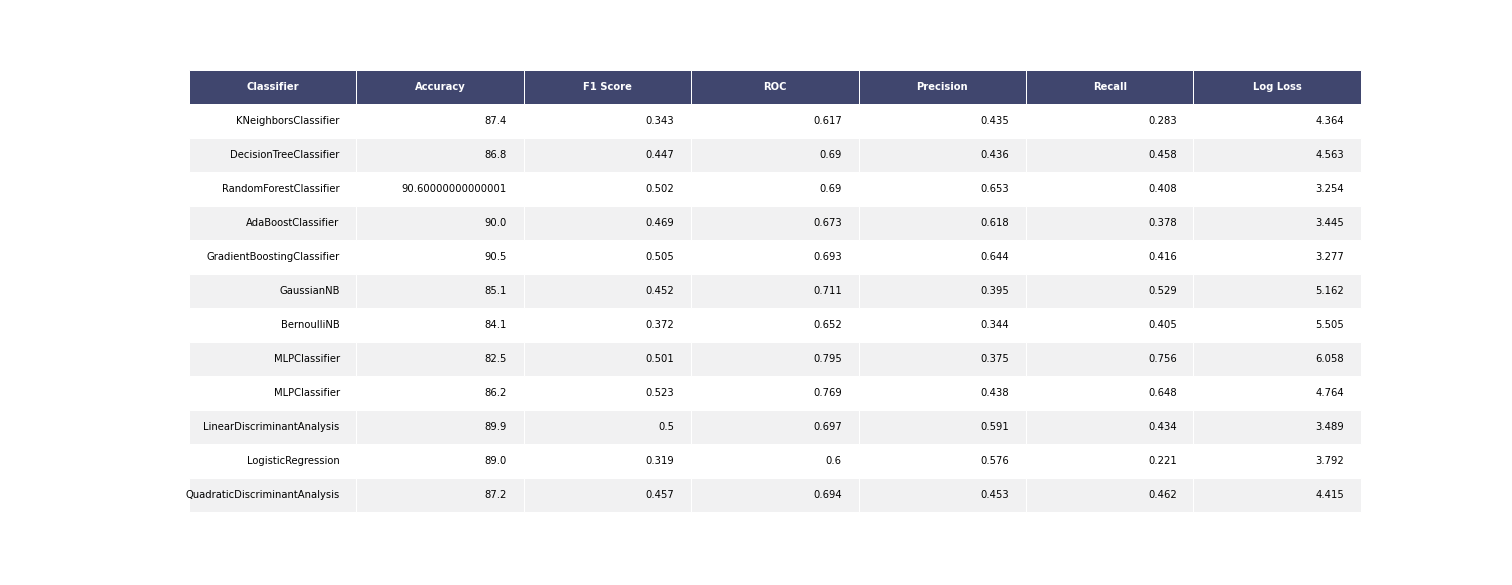 Classifier Accuracy F1 Score ROC Precision Recall Log Loss
KNeighborsClassifier 87.4 0.343 0.617 0.435 0.283 4.364
DecisionTreeClassifier 86.8 0.447 0.69 0.436 0.458 4.563
RandomForestClassifier 90.60000000000001 0.502 0.69 0.653 0.408 3.254
AdaBoostClassifier 90.0 0.469 0.673 0.618 0.378 3.445
GradientBoostingClassifier 90.5 0.505 0.693 0.644 0.416 3.277
GaussianNB 85.1 0.452 0.711 0.395 0.529 5.162
BernoulliNB 84.1 0.372 0.652 0.344 0.405 5.505
MLPClassifier 82.5 0.501 0.795 0.375 0.756 6.058
MLPClassifier 86.2 0.523 0.769 0.438 0.648 4.764
LinearDiscriminantAnalysis 89.9 0.5 0.697 0.591 0.434 3.489
LogisticRegression 89.0 0.319 0.6 0.576 0.221 3.792
QuadraticDiscriminantAnalysis 87.2 0.457 0.694 0.453 0.462 4.415